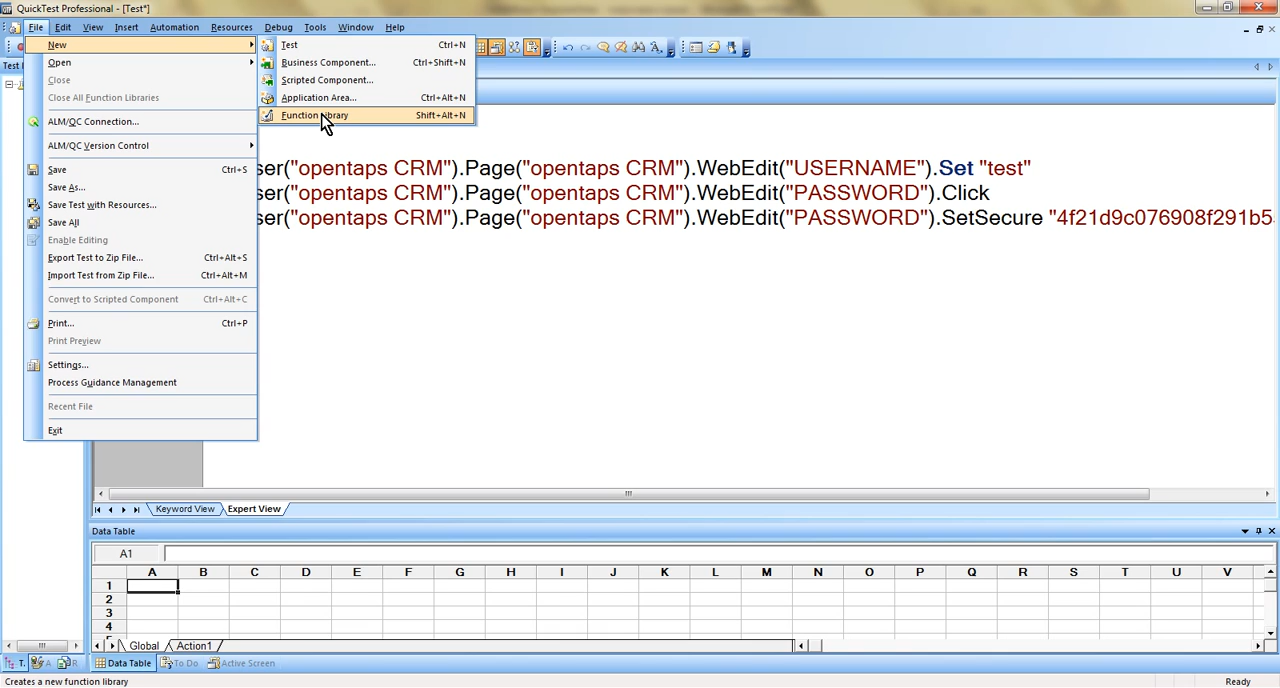 QuickTest Professional - [Test*]
File Edit View Insert Automation Resources Debug Tools Window Help
New
Test Ctrl+N
Open
Business Component... Ctrl+Shift+N
Test
Close
Scripted Component...
Close All Function Libraries
Application Area... Ctrl+Alt+N
ALM/QC Connection...
Function Library Shift+Alt+N
ALM/QC Version Control
Save Ctrl+S
ser("opentaps CRM").Page("opentaps CRM").WebEdit("USERNAME").Set "test"
Save As...
ser("opentaps CRM").Page("opentaps CRM").WebEdit("PASSWORD").Click
Save Test with Resources...
ser("opentaps CRM").Page("opentaps CRM").WebEdit("PASSWORD").SetSecure "4f21d9c076908f291b5
Save All
Enable Editing
Export Test to Zip File... Ctrl+Alt+S
Import Test from Zip File... Ctrl+Alt+M
Convert to Scripted Component Ctrl+Alt+C
Print... Ctrl+P
Print Preview
Settings...
Process Guidance Management
Recent File
Exit
Keyword View Expert View
Data Table
A1
A B C D E F G H I J K L M N O P Q R S T U V
1
2
3
4
Global Action1
T. A R Data Table To Do Active Screen
Creates a new function library Ready